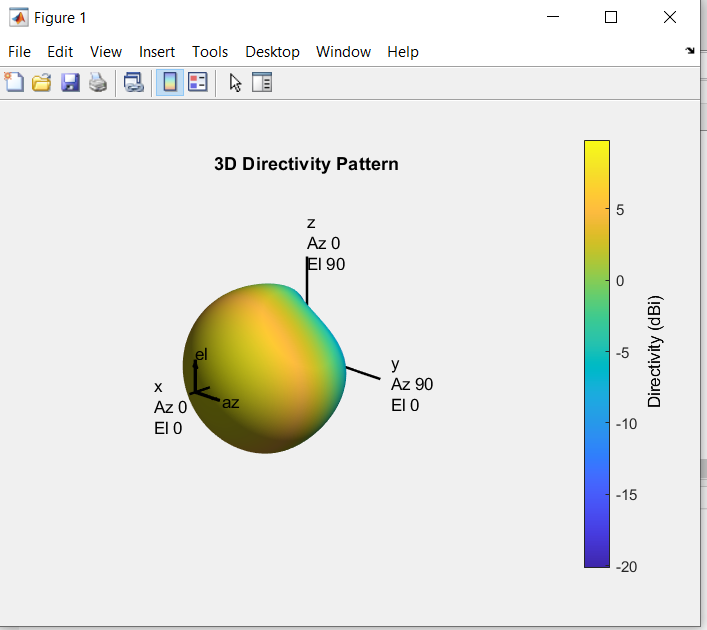 Figure 1
File Edit View Insert Tools Desktop Window Help
3D Directivity Pattern
z
Az 0
El 90
el
az
x
Az 0
El 0
y
Az 90
El 0
5
0
-5
-10
-15
-20
Directivity (dBi)